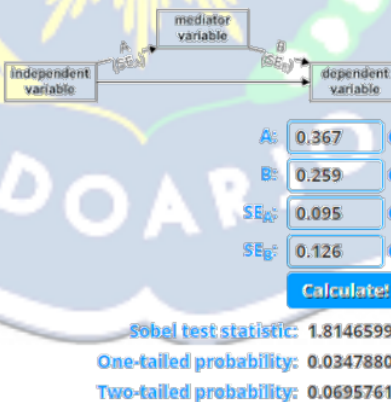 mediator
variable
A
(SEA)
B
(SEB)
independent
variable
dependent
variable
A: 0.367
B: 0.259
SEA: 0.095
SEB: 0.126
Calculate!
Sobel test statistic: 1.8146599
One-tailed probability: 0.0347880
Two-tailed probability: 0.0695761
DOAR